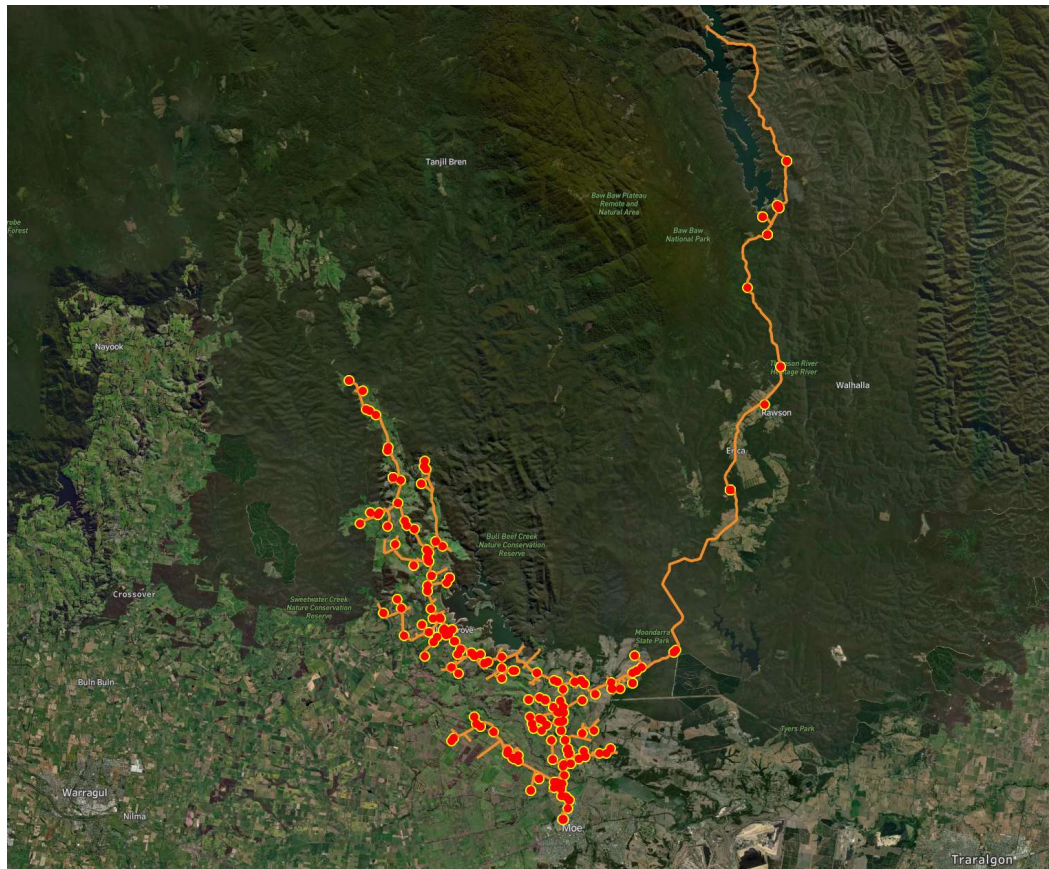 Tanjil Bren
Baw Baw Plateau
Remote and
Natural Area
robe
Forest
Baw Baw
National Park
Nayook
Heritage River
Walhalla
Rawson
Erica
Bull Beef Creek
Nature Conservation
Reserve
Crossover
Sweetwater Creek
Nature Conservation
Reserve
rove
Moondarra
State Park
Buln Buln
Tyers Park
Warragul
Nilma
Moe
Traralgon